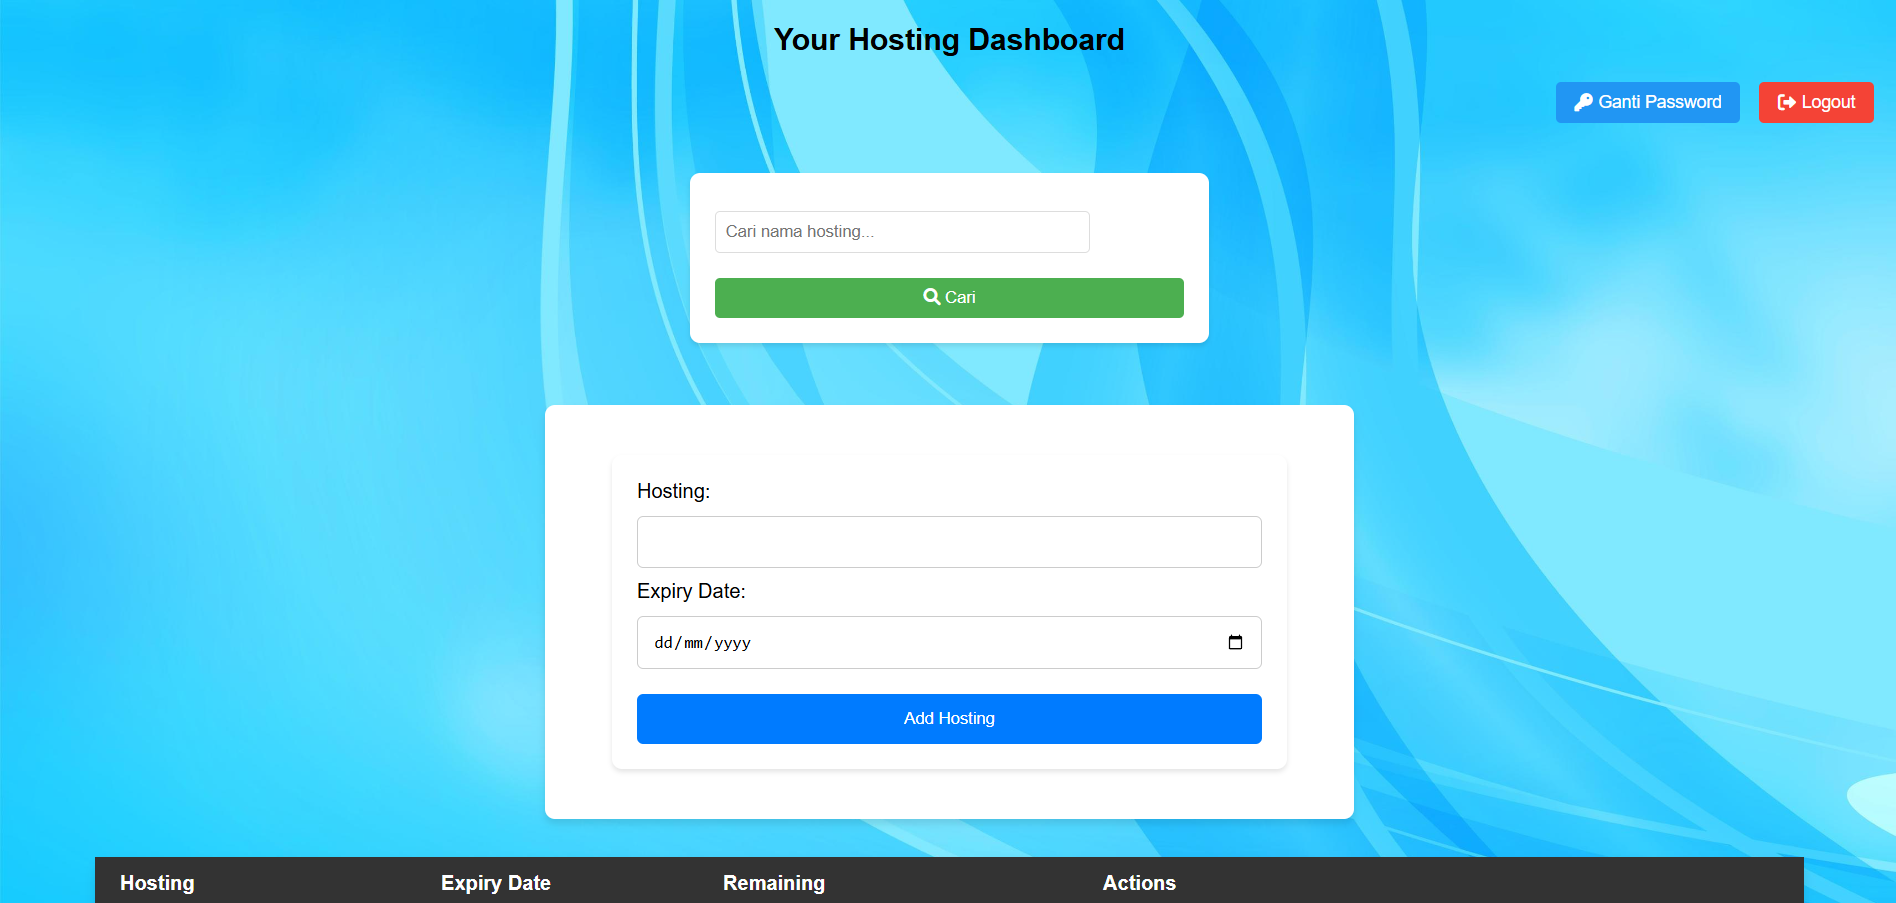 Your Hosting Dashboard
Ganti Password
Logout
Cari nama hosting...
Cari
Hosting:
Expiry Date:
dd/mm/yyyy
Add Hosting
Hosting Expiry Date Remaining Actions